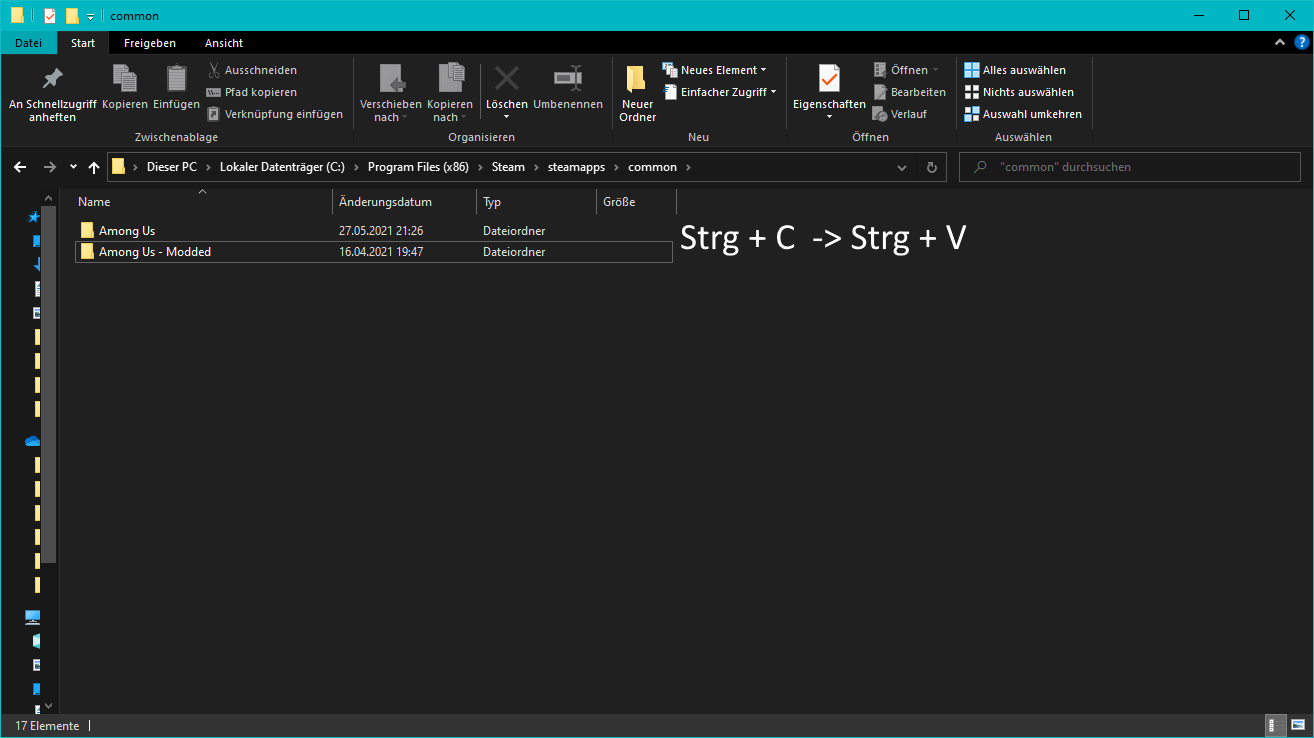 common
Datei Start Freigeben Ansicht
An Schnellzugriff anheften
Kopieren
Einfügen
Ausschneiden
Pfad kopieren
Verknüpfung einfügen
Zwischenablage
Verschieben nach
Kopieren nach
Löschen
Umbenennen
Organisieren
Neuer Ordner
Neues Element
Einfacher Zugriff
Neu
Eigenschaften
Öffnen
Bearbeiten
Verlauf
Öffnen
Alles auswählen
Nichts auswählen
Auswahl umkehren
Auswählen
Dieser PC > Lokaler Datenträger (C:) > Program Files (x86) > Steam > steamapps > common >
"common" durchsuchen
Name Änderungsdatum Typ Größe
Among Us 27.05.2021 21:26 Dateiordner
Among Us - Modded 16.04.2021 19:47 Dateiordner
Strg + C -> Strg + V
17 Elemente